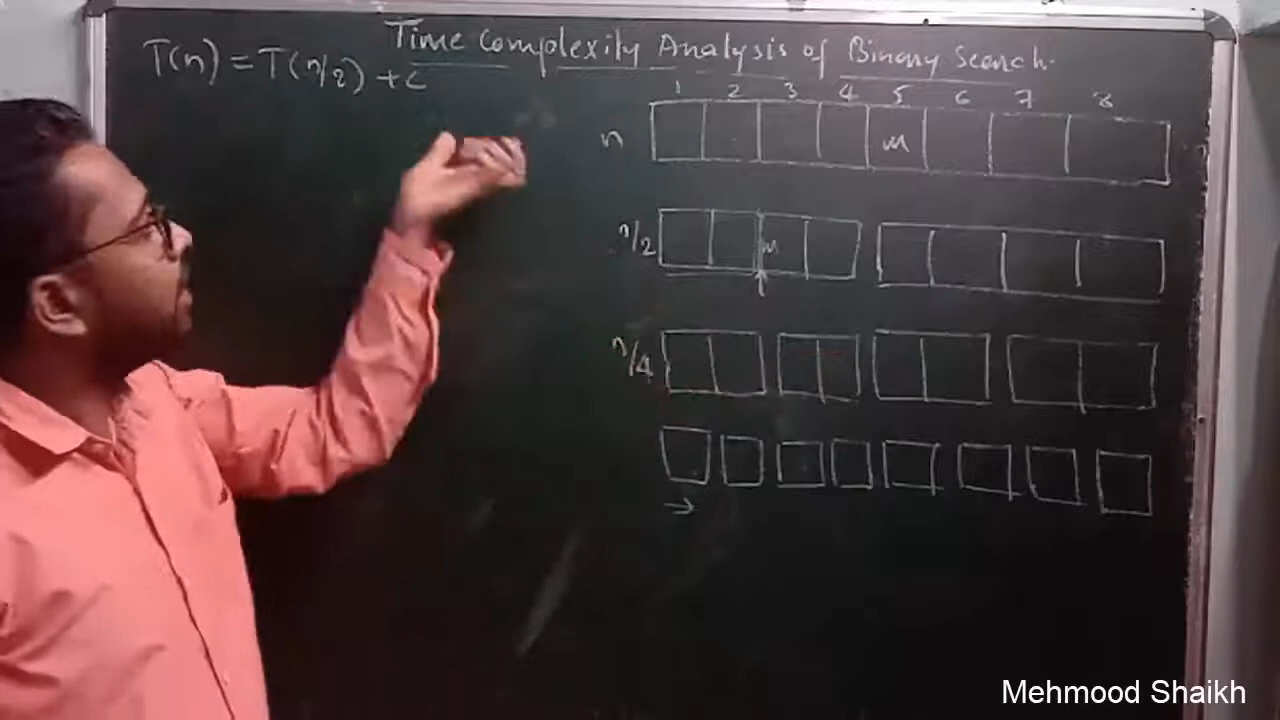 Time Complexity Analysis of Binary Search.
T(n) = T(n/2) + c
1 2 3 4 5 6 7 8
n m
n/2 m
n/4
→
Mehmood Shaikh